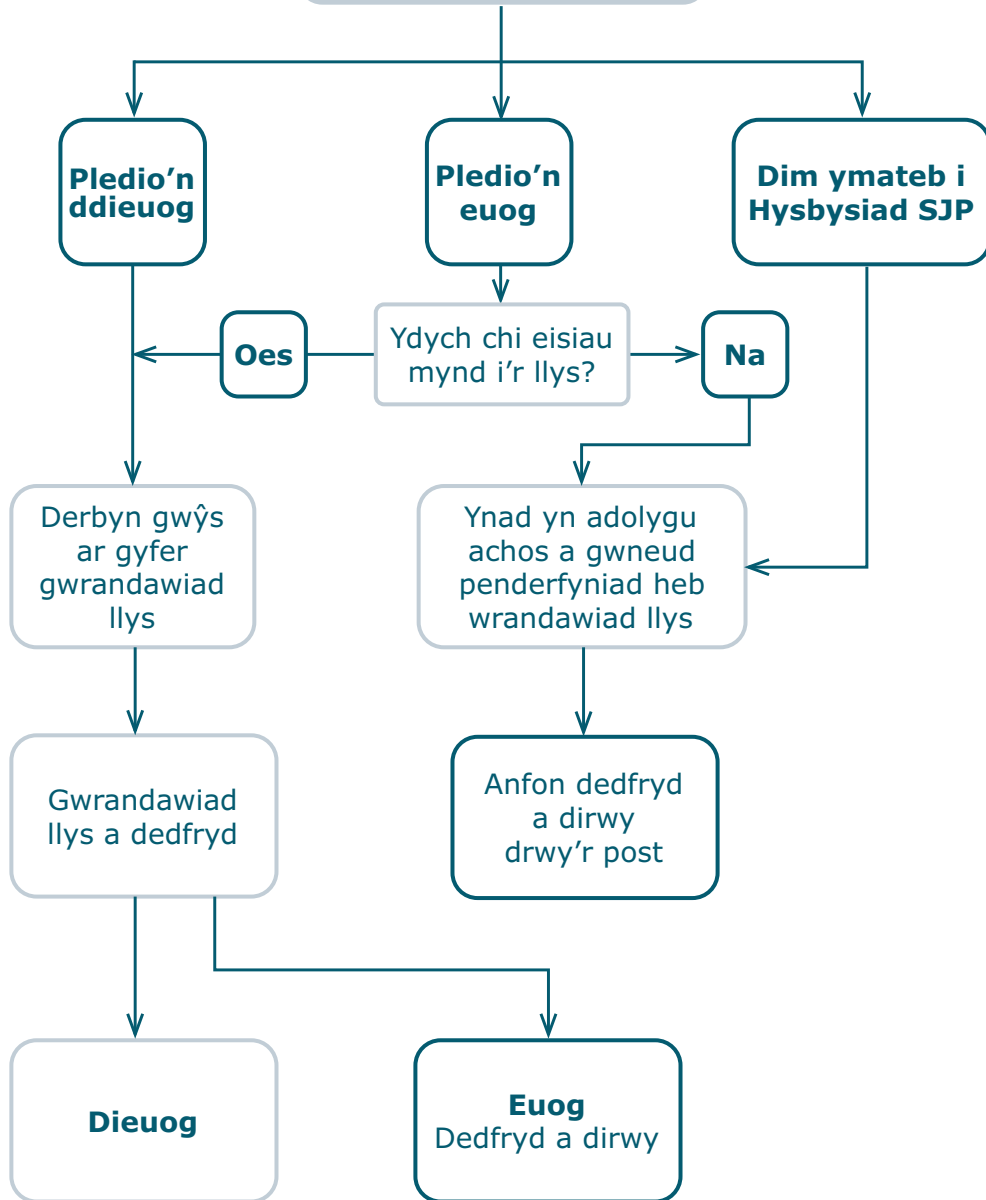 Pledio’n
ddieuog
Pledio’n
euog
Dim ymateb i
Hysbysiad SJP
Oes
Ydych chi eisiau
mynd i'r llys?
Na
Derbyn gwŷs
ar gyfer
gwrandawiad
llys
Ynad yn adolygu
achos a gwneud
penderfyniad heb
wrandawiad llys
Gwrandawiad
llys a dedfryd
Anfon dedfryd
a dirwy
drwy’r post
Dieuog
Euog
Dedfryd a dirwy